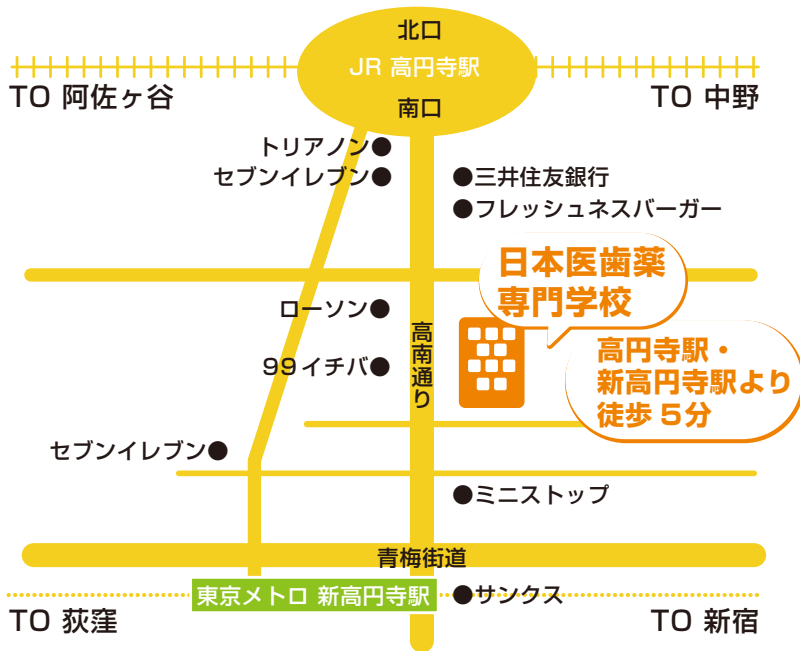 北口
JR 高円寺駅
南口
TO 阿佐ヶ谷
TO 中野
トリアノン●
セブンイレブン●
●三井住友銀行
●フレッシュネスバーガー
日本医歯薬
専門学校
ローソン●
高南通り
99イチバ●
高円寺駅・
新高円寺駅より
徒歩5分
セブンイレブン●
●ミニストップ
青梅街道
東京メトロ 新高円寺駅
●サンクス
TO 荻窪
TO 新宿